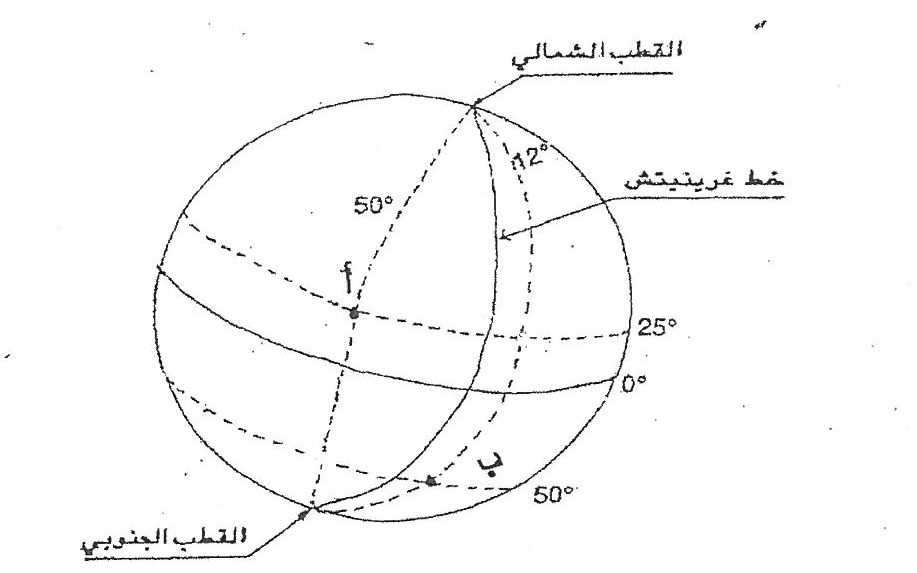 القطب الشمالي
12°
خط غرينيتش
50°
أ
25°
0°
ب
50°
القطب الجنوبي